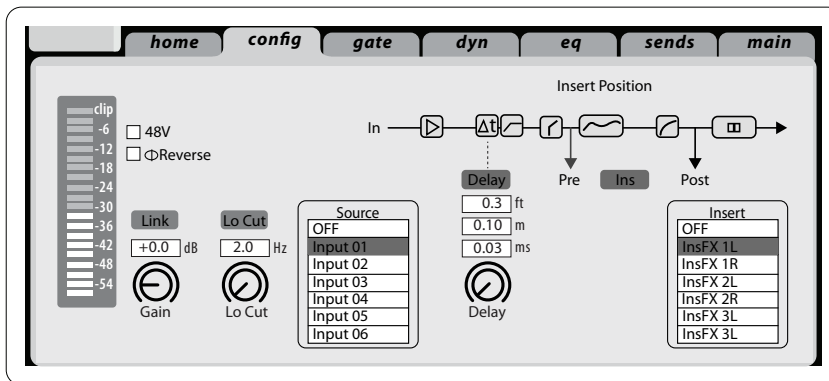 home config gate dyn eq sends main
Insert Position
clip
-6
-12
-18
-24
-30
-36
-42
-48
-54
48V
ΦReverse
In
Δt
Delay
Pre
Ins
Post
0.3 ft
0.10 m
0.03 ms
Delay
Link
+0.0 dB
Gain
Lo Cut
2.0 Hz
Lo Cut
Source
OFF
Input 01
Input 02
Input 03
Input 04
Input 05
Input 06
Insert
OFF
InsFX 1L
InsFX 1R
InsFX 2L
InsFX 2R
InsFX 3L
InsFX 3L